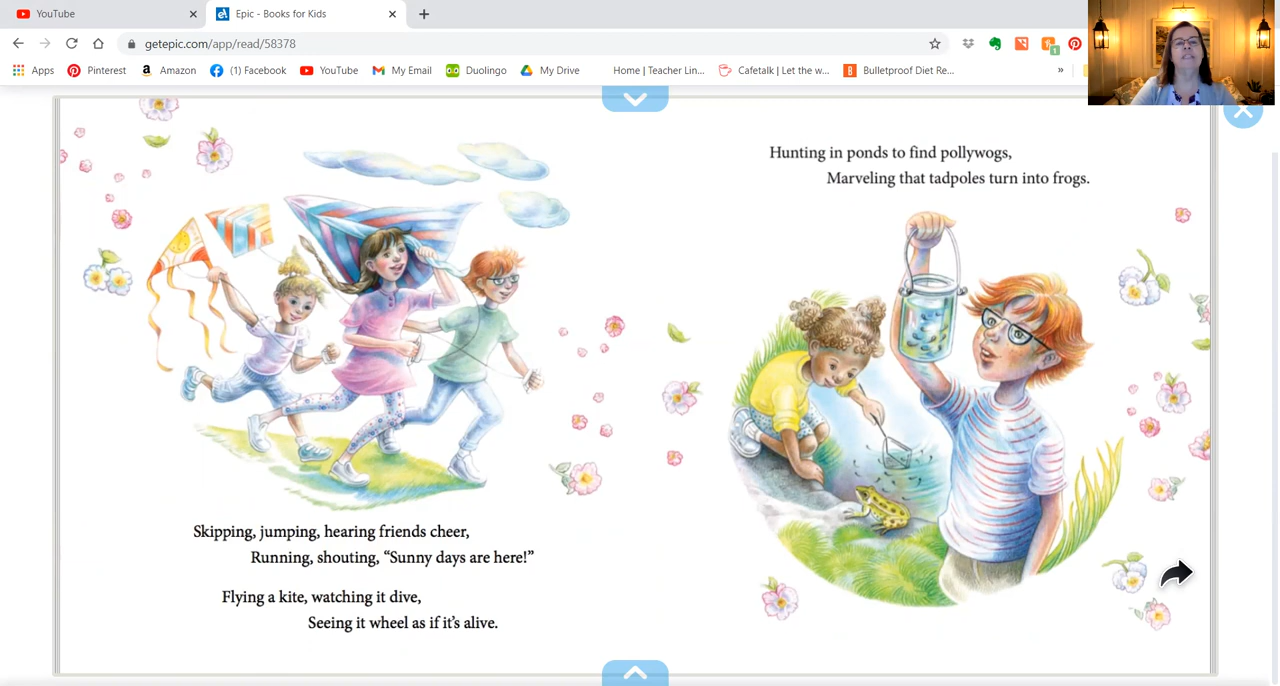 YouTube
Epic - Books for Kids
getepic.com/app/read/58378
Apps
Pinterest
Amazon
(1) Facebook
YouTube
My Email
Duolingo
My Drive
Home | Teacher Lin...
Cafetalk | Let the w...
Bulletproof Diet Re...
»
Skipping, jumping, hearing friends cheer,
Running, shouting, “Sunny days are here!”
Flying a kite, watching it dive,
Seeing it wheel as if it’s alive.
Hunting in ponds to find pollywogs,
Marveling that tadpoles turn into frogs.